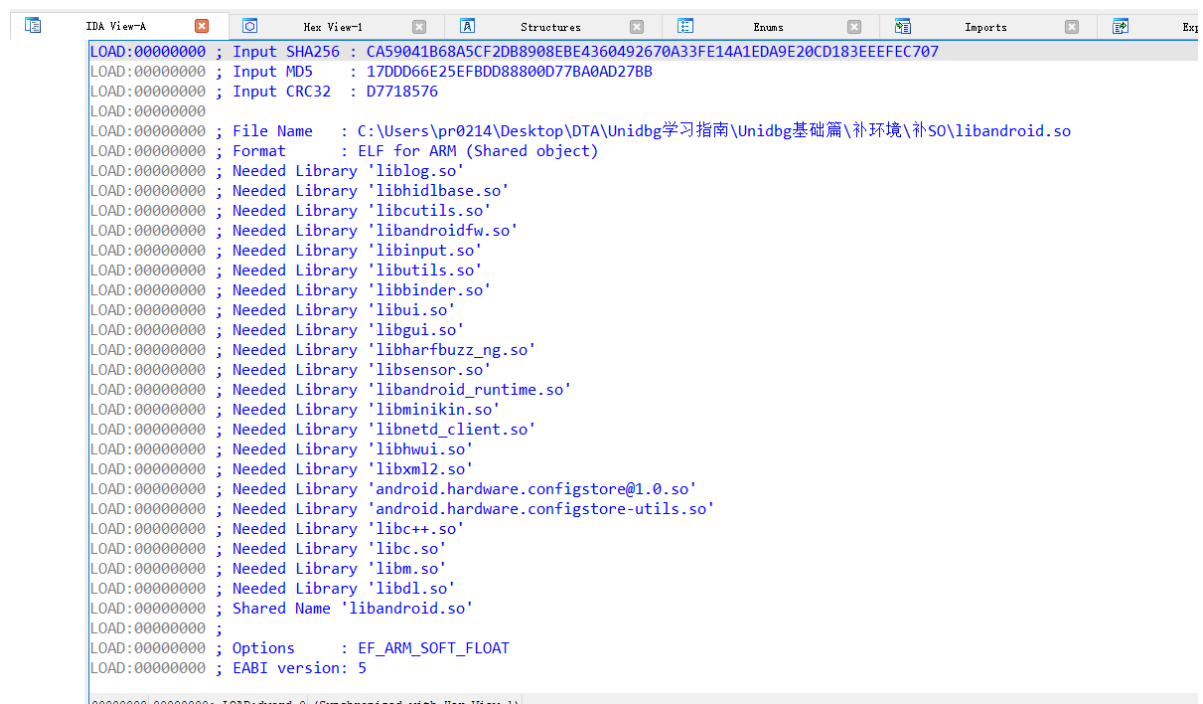 IDA View-A Hex View-1 Structures Enums Imports Exp
LOAD:00000000 ; Input SHA256 : CA59041B68A5CF2DB8908EBE4360492670A33FE14A1EDA9E20CD183EEEFEC707
LOAD:00000000 ; Input MD5    : 17DDD66E25EFBDD88800D77BA0AD27BB
LOAD:00000000 ; Input CRC32  : D7718576
LOAD:00000000
LOAD:00000000 ; File Name   : C:\Users\pr0214\Desktop\DTA\Unidbg学习指南\Unidbg基础篇\补环境\补SO\libandroid.so
LOAD:00000000 ; Format      : ELF for ARM (Shared object)
LOAD:00000000 ; Needed Library 'liblog.so'
LOAD:00000000 ; Needed Library 'libhidlbase.so'
LOAD:00000000 ; Needed Library 'libcutils.so'
LOAD:00000000 ; Needed Library 'libandroidfw.so'
LOAD:00000000 ; Needed Library 'libinput.so'
LOAD:00000000 ; Needed Library 'libutils.so'
LOAD:00000000 ; Needed Library 'libbinder.so'
LOAD:00000000 ; Needed Library 'libui.so'
LOAD:00000000 ; Needed Library 'libgui.so'
LOAD:00000000 ; Needed Library 'libharfbuzz_ng.so'
LOAD:00000000 ; Needed Library 'libsensor.so'
LOAD:00000000 ; Needed Library 'libandroid_runtime.so'
LOAD:00000000 ; Needed Library 'libminikin.so'
LOAD:00000000 ; Needed Library 'libnetd_client.so'
LOAD:00000000 ; Needed Library 'libhwui.so'
LOAD:00000000 ; Needed Library 'libxml2.so'
LOAD:00000000 ; Needed Library 'android.hardware.configstore@1.0.so'
LOAD:00000000 ; Needed Library 'android.hardware.configstore-utils.so'
LOAD:00000000 ; Needed Library 'libc++.so'
LOAD:00000000 ; Needed Library 'libc.so'
LOAD:00000000 ; Needed Library 'libm.so'
LOAD:00000000 ; Needed Library 'libdl.so'
LOAD:00000000 ; Shared Name 'libandroid.so'
LOAD:00000000 ;
LOAD:00000000 ; Options     : EF_ARM_SOFT_FLOAT
LOAD:00000000 ; EABI version: 5